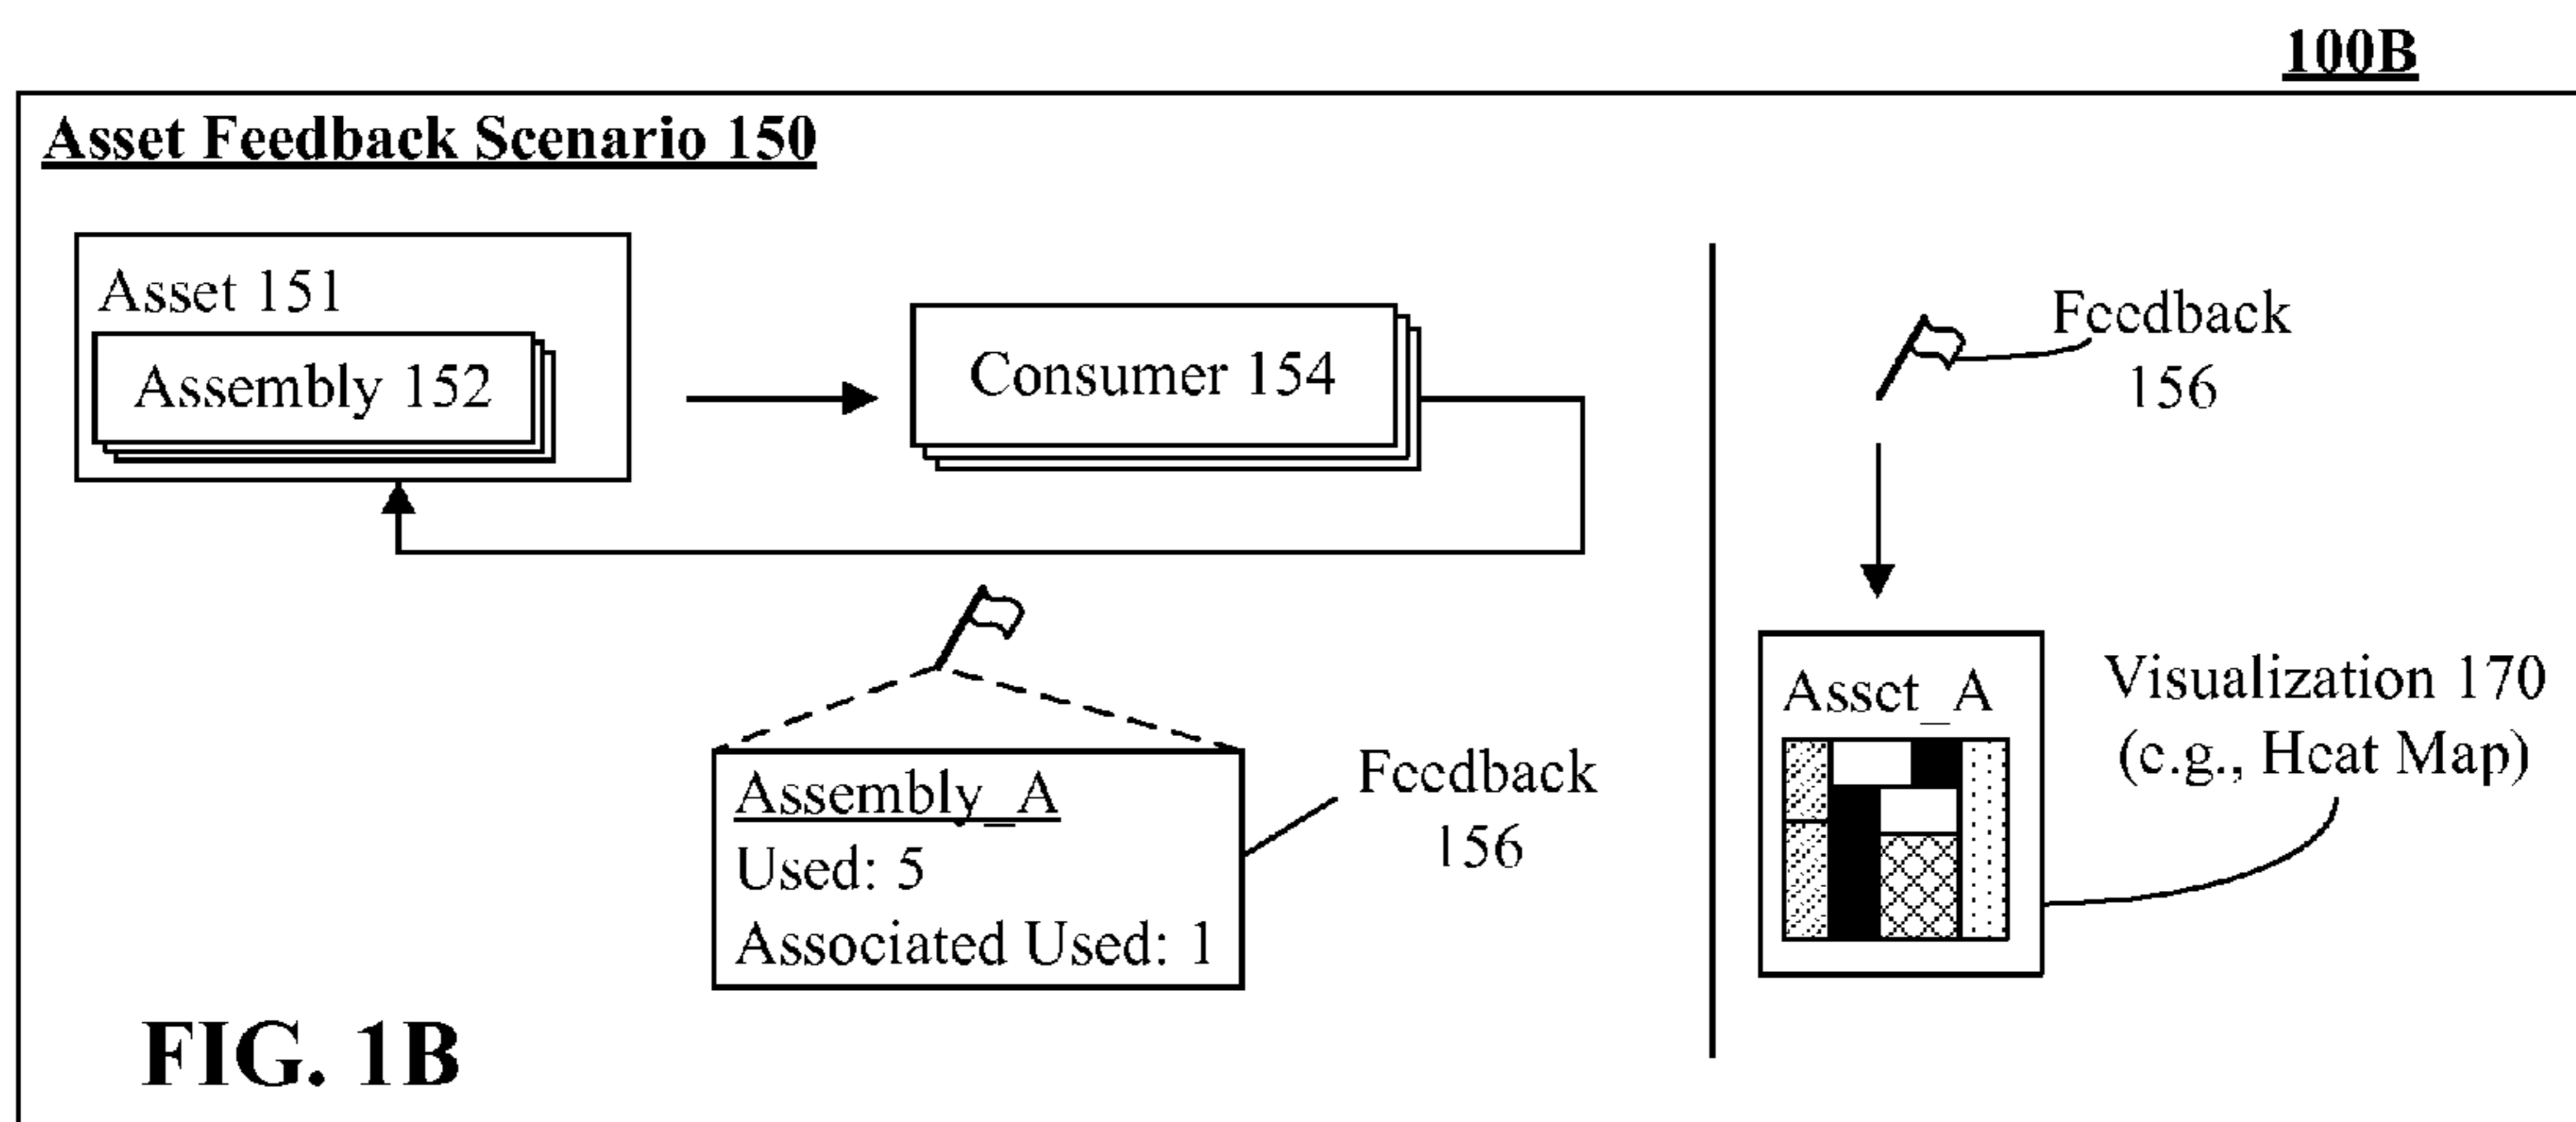 100B
Asset Feedback Scenario 150
Asset 151
Assembly 152
Consumer 154
Assembly_A
Used: 5
Associated Used: 1
Feedback
156
Feedback
156
Asset_A
Visualization 170
(e.g., Heat Map)
FIG. 1B